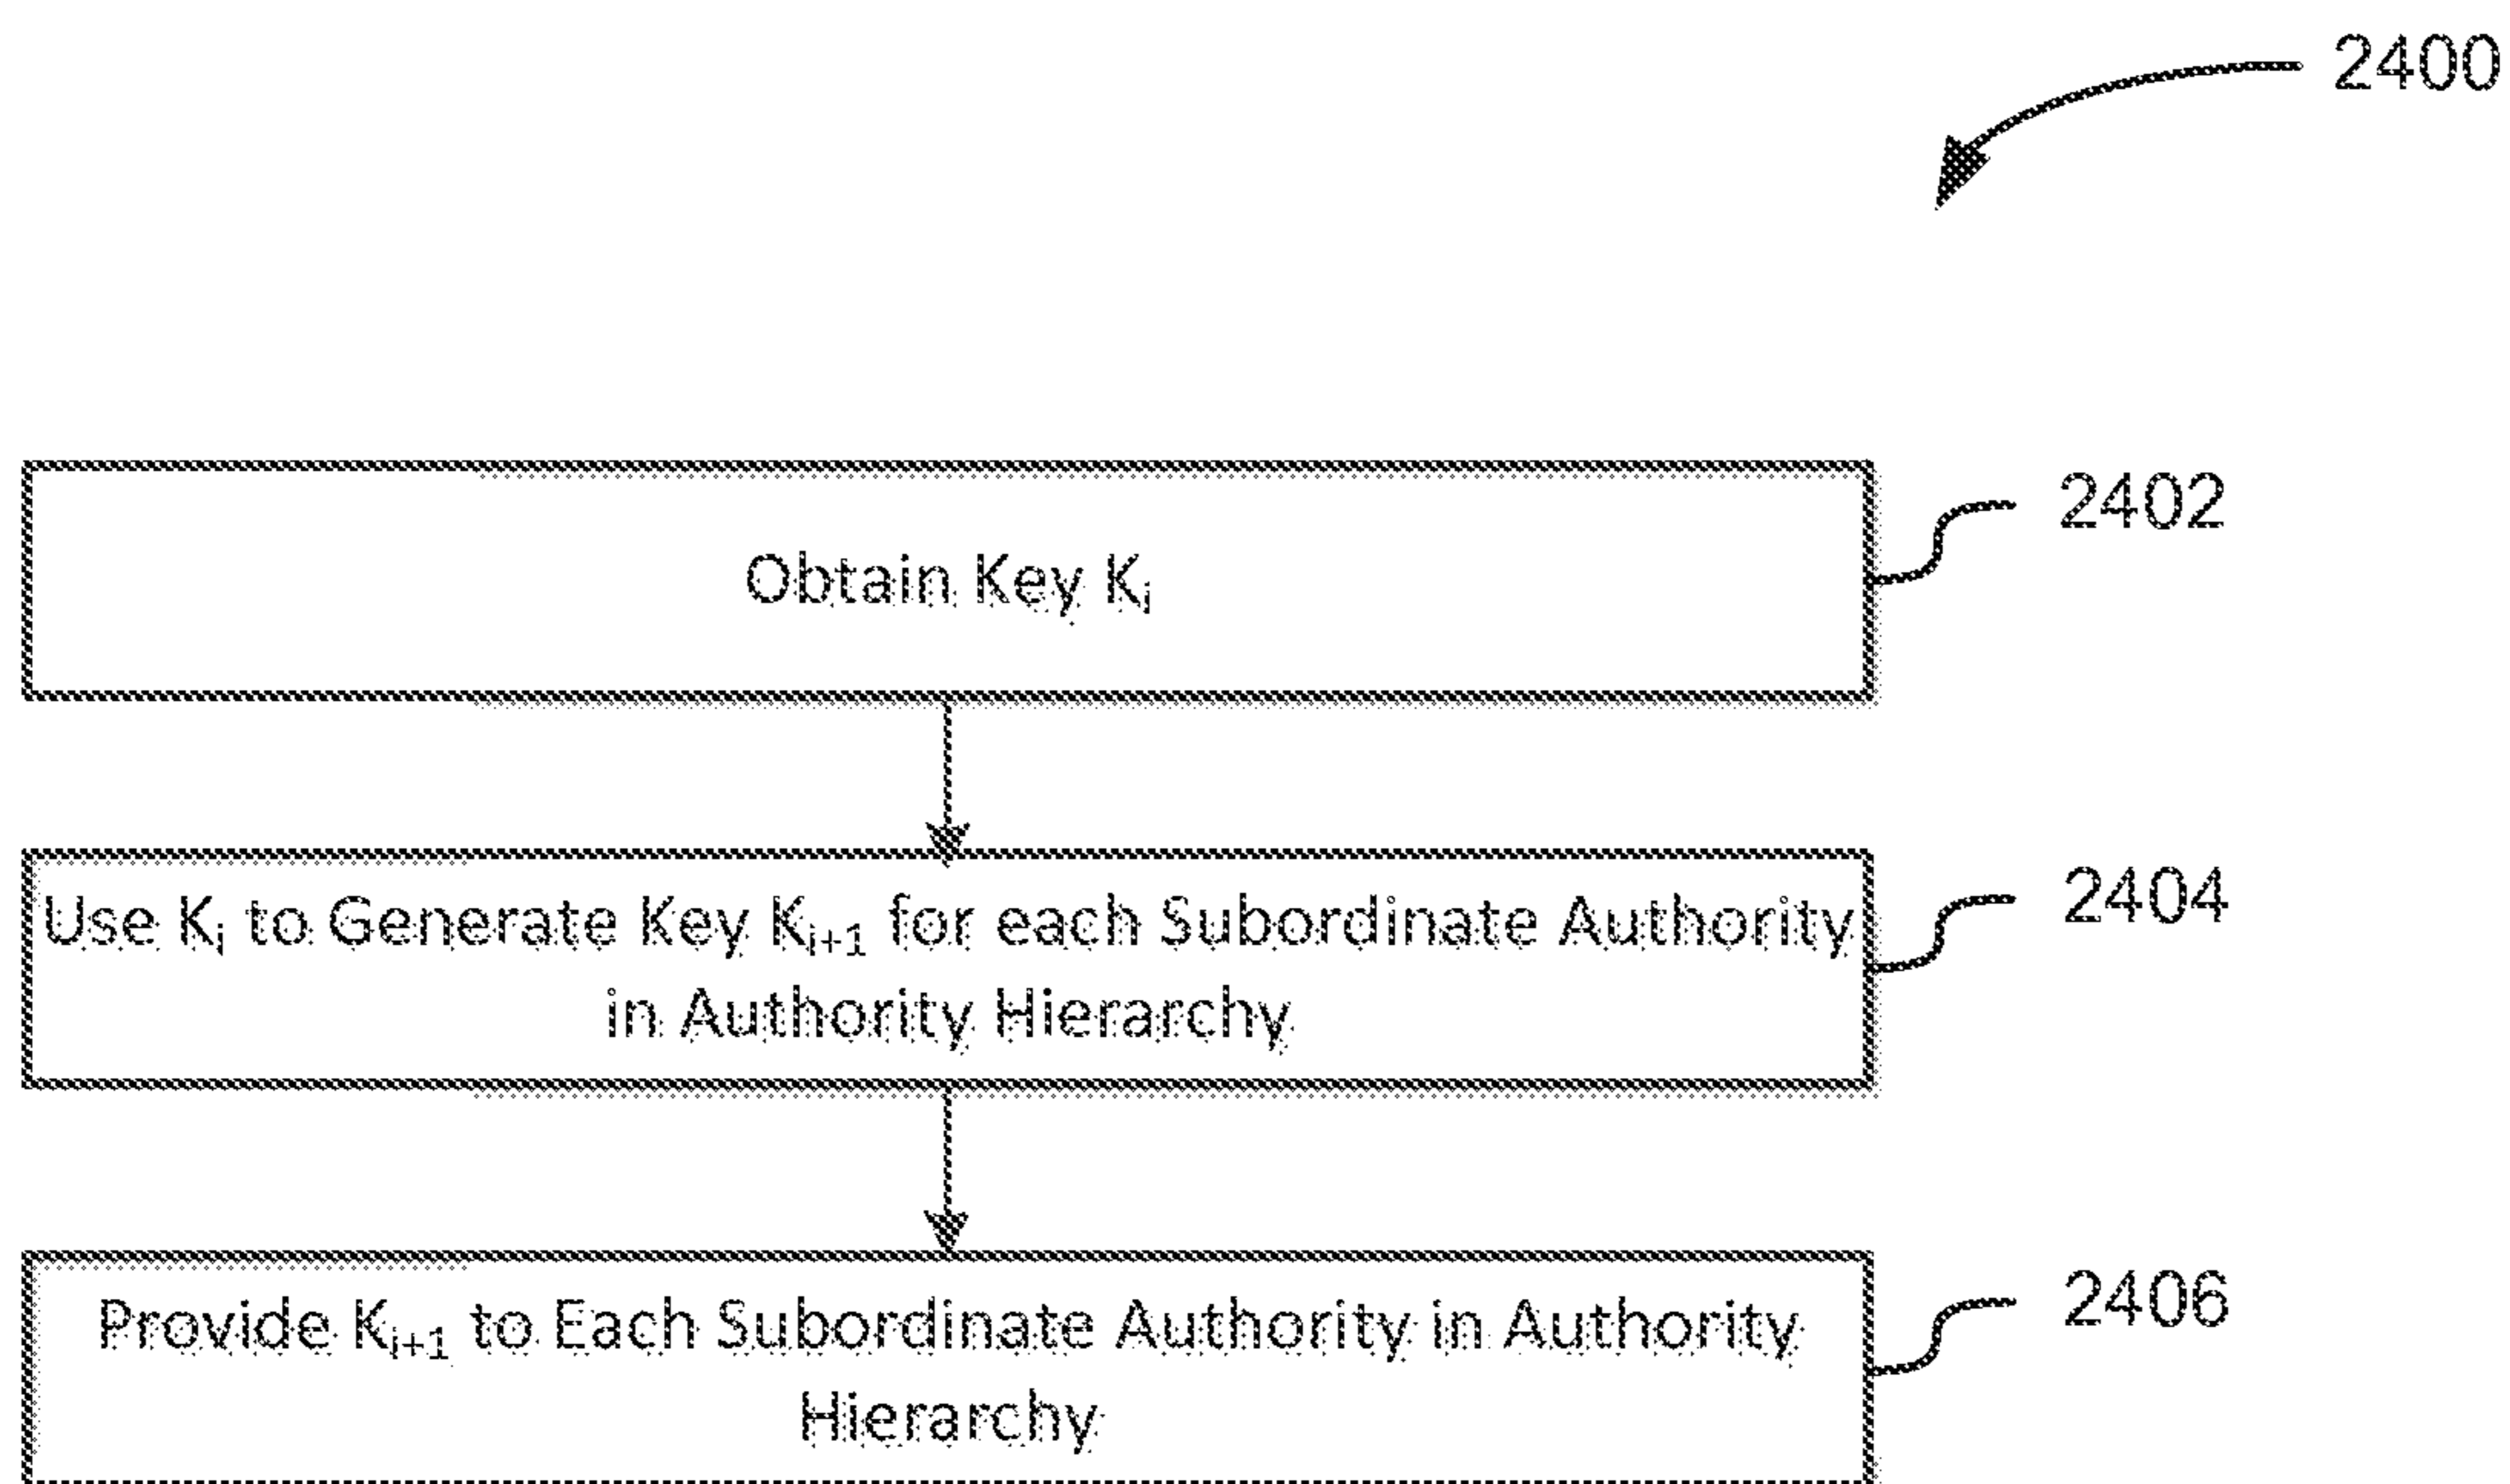 2400
2402
Obtain Key Kᵢ
2404
Use Kᵢ to Generate Key Kᵢ₊₁ for each Subordinate Authority
in Authority Hierarchy
2406
Provide Kᵢ₊₁ to Each Subordinate Authority in Authority
Hierarchy